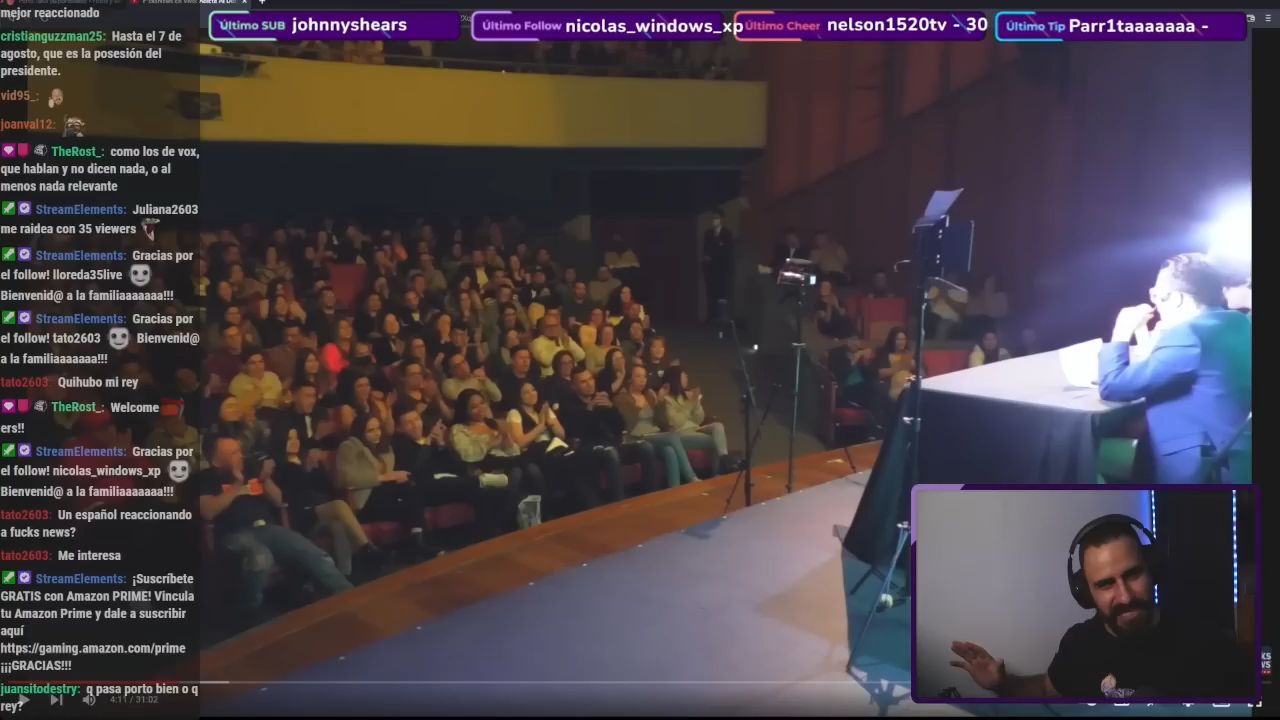 Último SUB johnnyshears
Último Follow nicolas_windows_xp
Último Cheer nelson1520tv - 30
Último Tip Parr1taaaaaaa -
mejor reaccionado
cristianguzzman25: Hasta el 7 de
agosto, que es la posesión del
presidente.
vid95_:
joanval12:
TheRost_: como los de vox,
que hablan y no dicen nada, o al
menos nada relevante
StreamElements: Juliana2603
me raidea con 35 viewers
StreamElements: Gracias por
el follow! lloreda35live
Bienvenid@ a la familiaaaaaaa!!!
StreamElements: Gracias por
el follow! tato2603 Bienvenid@
a la familiaaaaaaa!!!
tato2603: Quihubo mi rey
TheRost_: Welcome
ers!!
StreamElements: Gracias por
el follow! nicolas_windows_xp
Bienvenid@ a la familiaaaaaaa!!!
tato2603: Un español reaccionando
a fucks news?
tato2603: Me interesa
StreamElements: ¡Suscríbete
GRATIS con Amazon PRIME! Vincula
tu Amazon Prime y dale a suscribir
aquí
https://gaming.amazon.com/prime
¡¡¡GRACIAS!!!
juansitodestry: q pasa porto bien o q
rey?
4:11 / 31:02